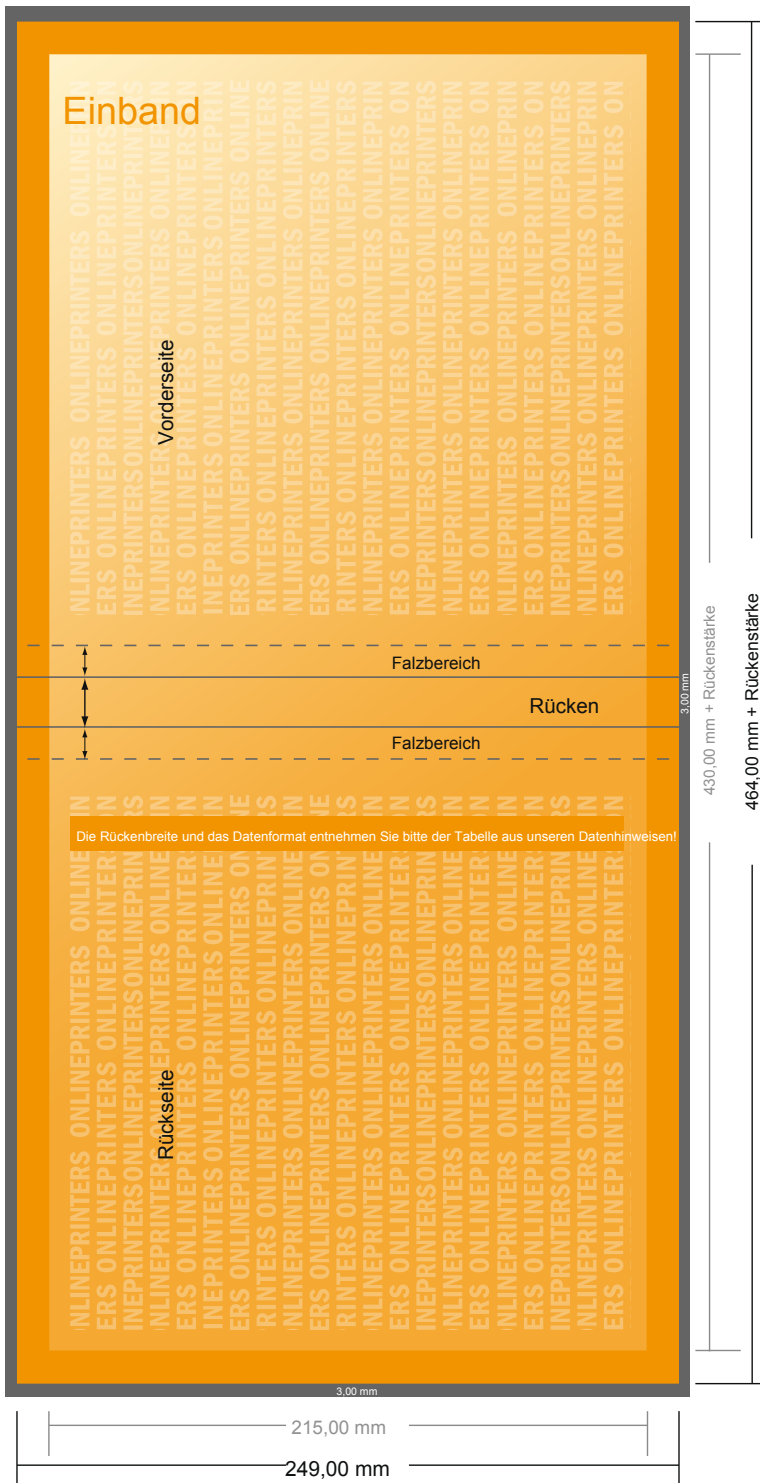 Einband
Vorderseite
Falzbereich
Rücken
3,00 mm
Falzbereich
430,00 mm + Rückenstärke
464,00 mm + Rückenstärke
Die Rückenbreite und das Datenformat entnehmen Sie bitte der Tabelle aus unseren Datenhinweisen!
Rückseite
3,00 mm
215,00 mm
249,00 mm